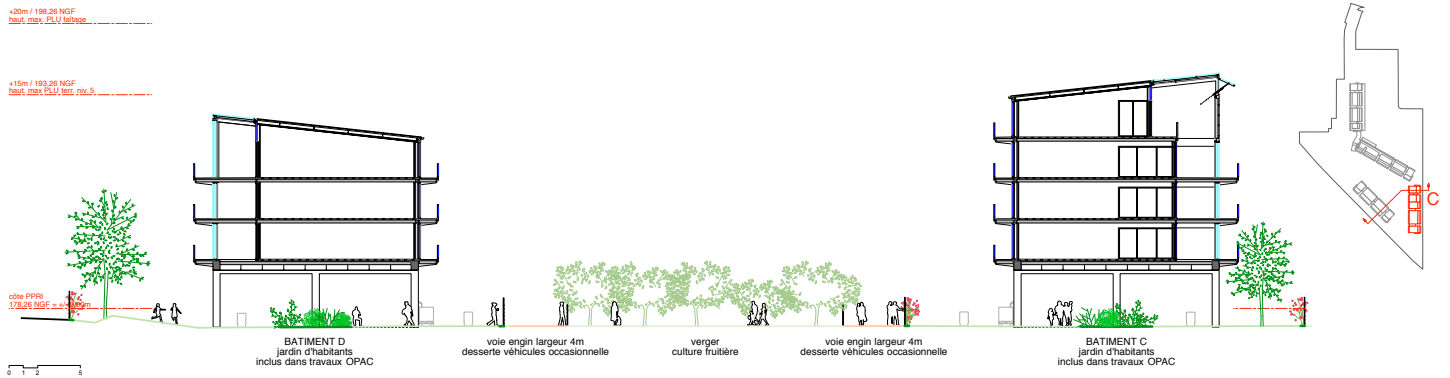 +20m / 198,26 NGF
haut. max. PLU faîtage
+15m / 193,26 NGF
haut. max PLU terr. niv. 5
côte PPRI
178,26 NGF = +/-
C
BATIMENT D
jardin d'habitants
inclus dans travaux OPAC
voie engin largeur 4m
desserte véhicules occasionnelle
verger
culture fruitière
voie engin largeur 4m
desserte véhicules occasionnelle
BATIMENT C
jardin d'habitants
inclus dans travaux OPAC
0 1 2 5